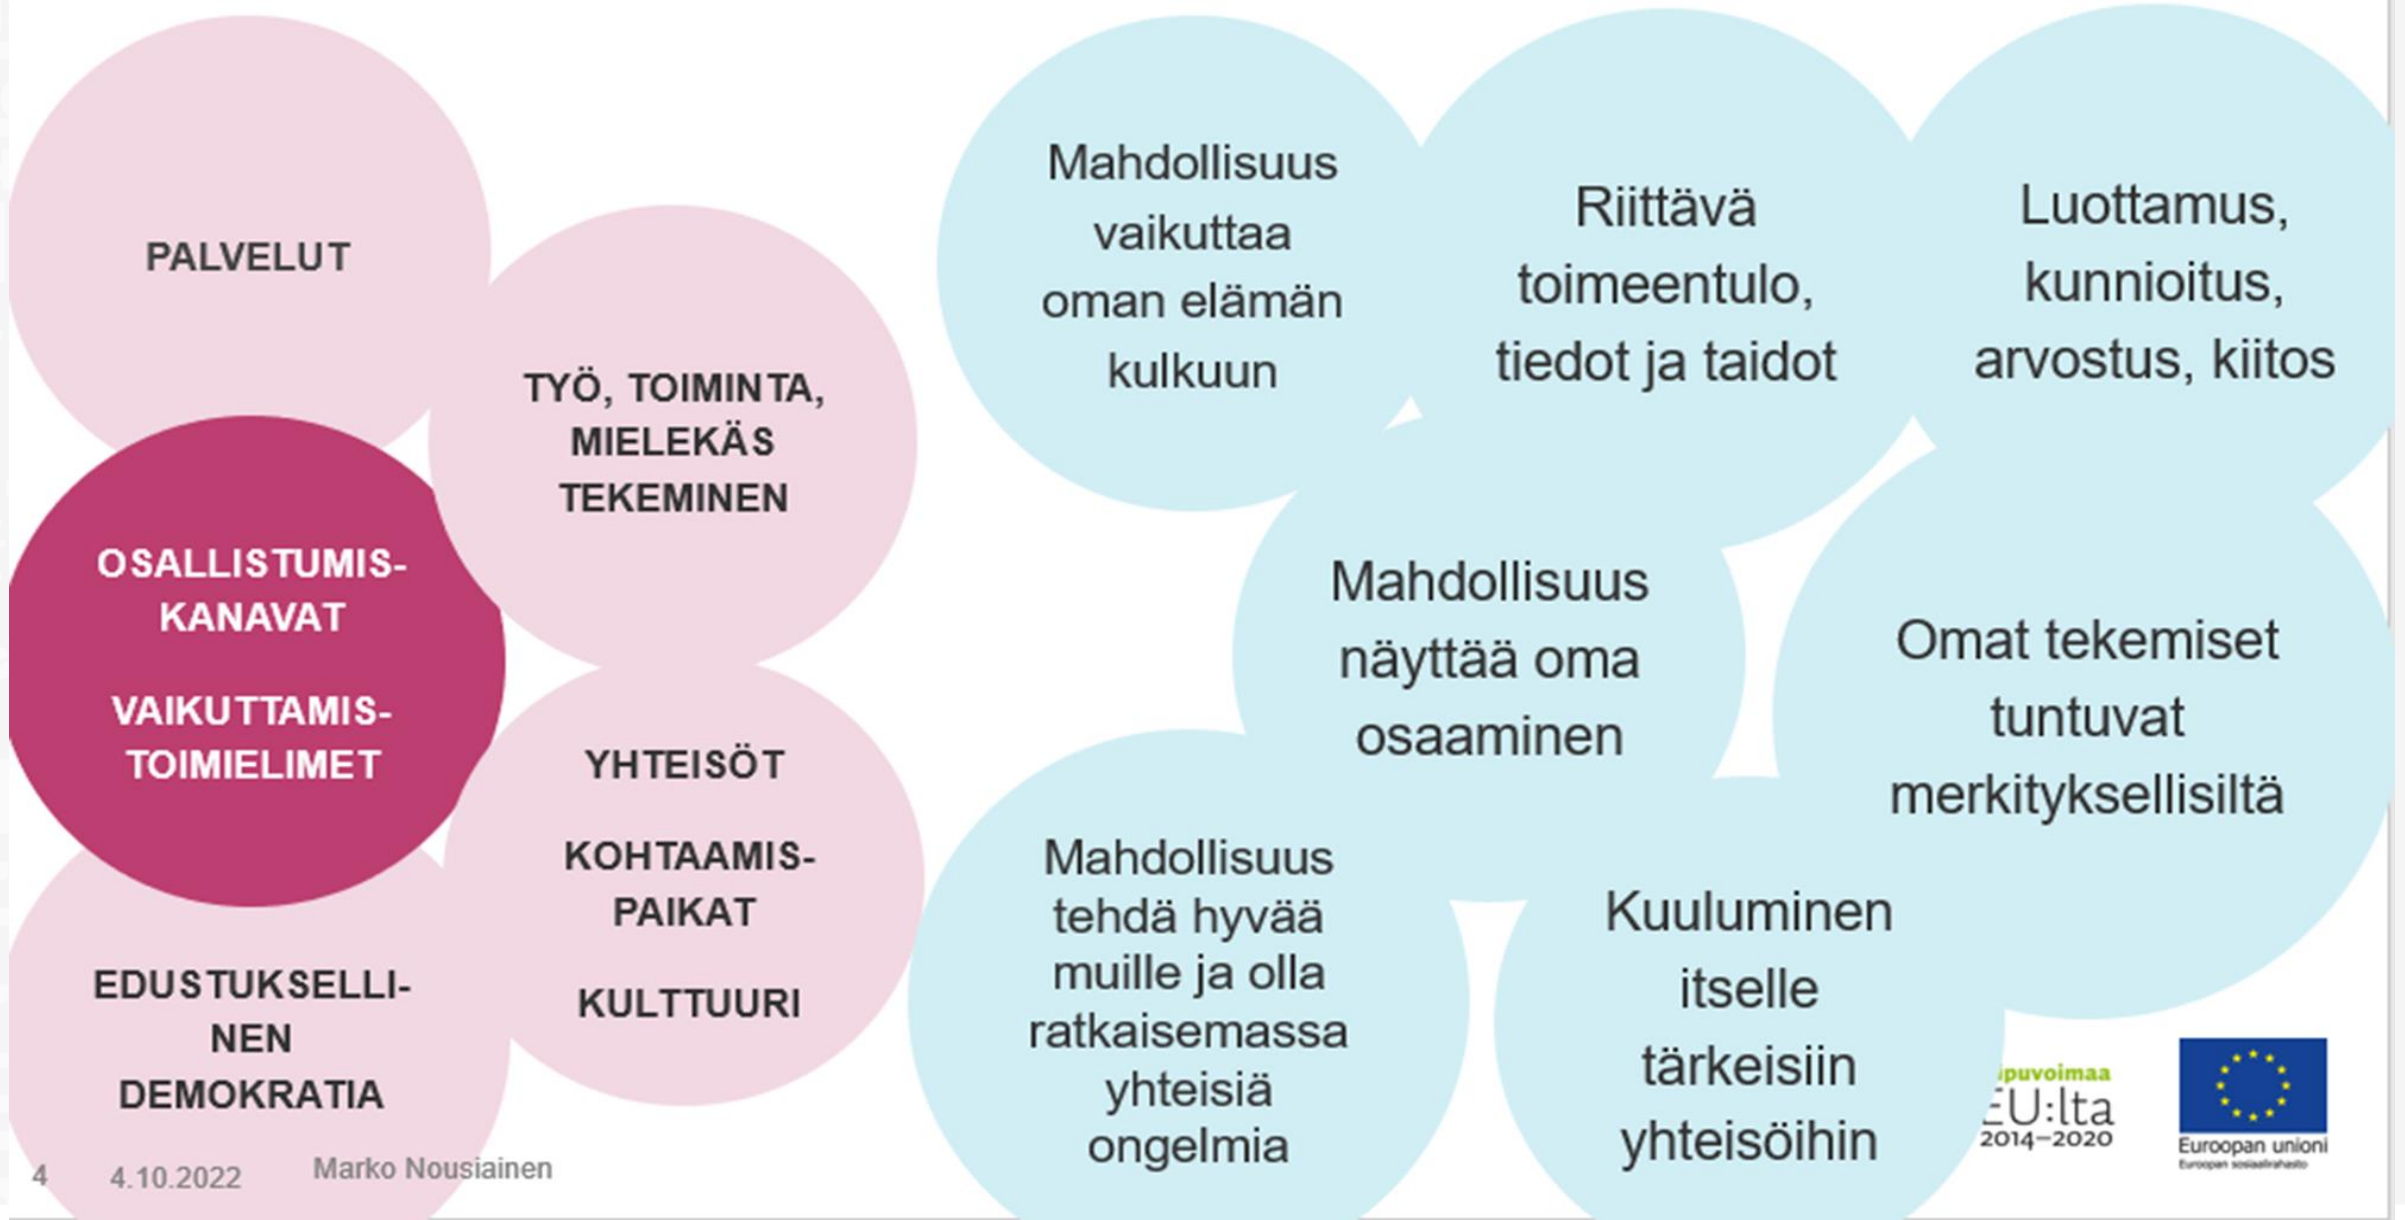 PALVELUT
TYÖ, TOIMINTA,
MIELEKÄS
TEKEMINEN
OSALLISTUMIS-
KANAVAT
VAIKUTTAMIS-
TOIMIELIMET
YHTEISÖT
KOHTAAMIS-
PAIKAT
KULTTUURI
EDUSTUKSELLI-
NEN
DEMOKRATIA
Mahdollisuus
vaikuttaa
oman elämän
kulkuun
Riittävä
toimeentulo,
tiedot ja taidot
Luottamus,
kunnioitus,
arvostus, kiitos
Mahdollisuus
näyttää oma
osaaminen
Omat tekemiset
tuntuvat
merkityksellisiltä
Mahdollisuus
tehdä hyvää
muille ja olla
ratkaisemassa
yhteisiä
ongelmia
Kuuluminen
itselle
tärkeisiin
yhteisöihin
ipuvoimaa
EU:lta
2014–2020
Euroopan unioni
Euroopan sosiaalirahasto
4 4.10.2022 Marko Nousiainen